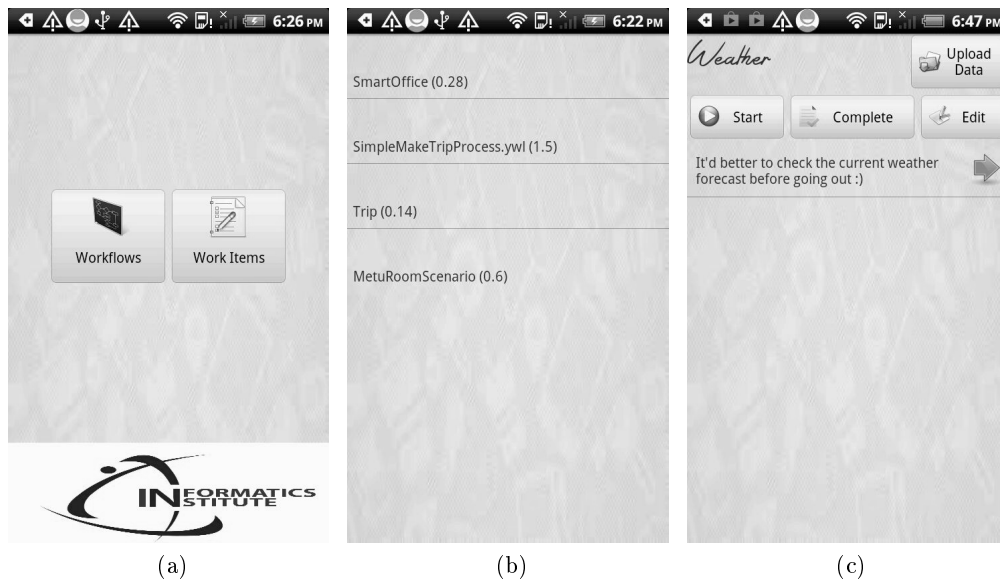 6:26 PM
Workflows
Work Items
INFORMATICS
INSTITUTE
(a)
6:22 PM
SmartOffice (0.28)
SimpleMakeTripProcess.ywl (1.5)
Trip (0.14)
MetuRoomScenario (0.6)
(b)
6:47 PM
Weather
Upload
Data
Start
Complete
Edit
It'd better to check the current weather
forecast before going out :)
(c)